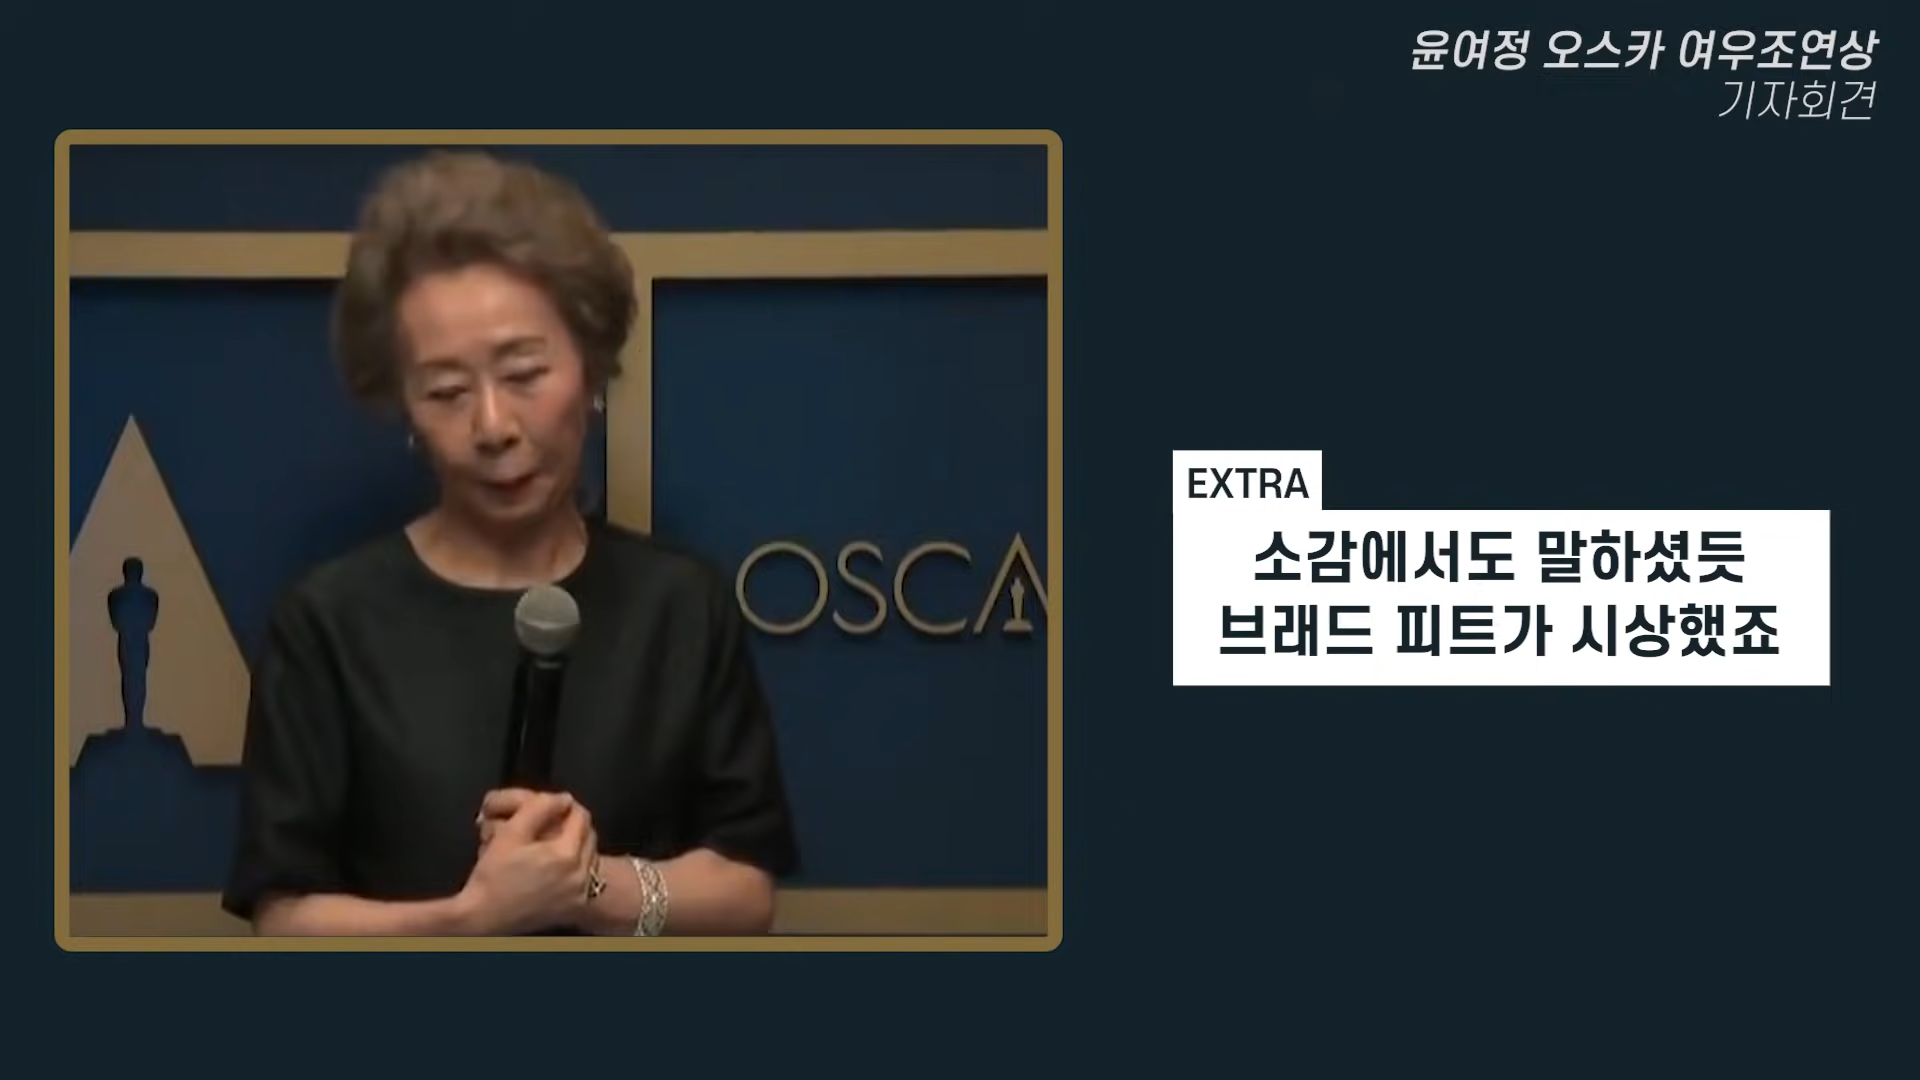 윤여정 오스카 여우조연상
기자회견
OSCA
EXTRA
소감에서도 말하셨듯
브래드 피트가 시상했죠